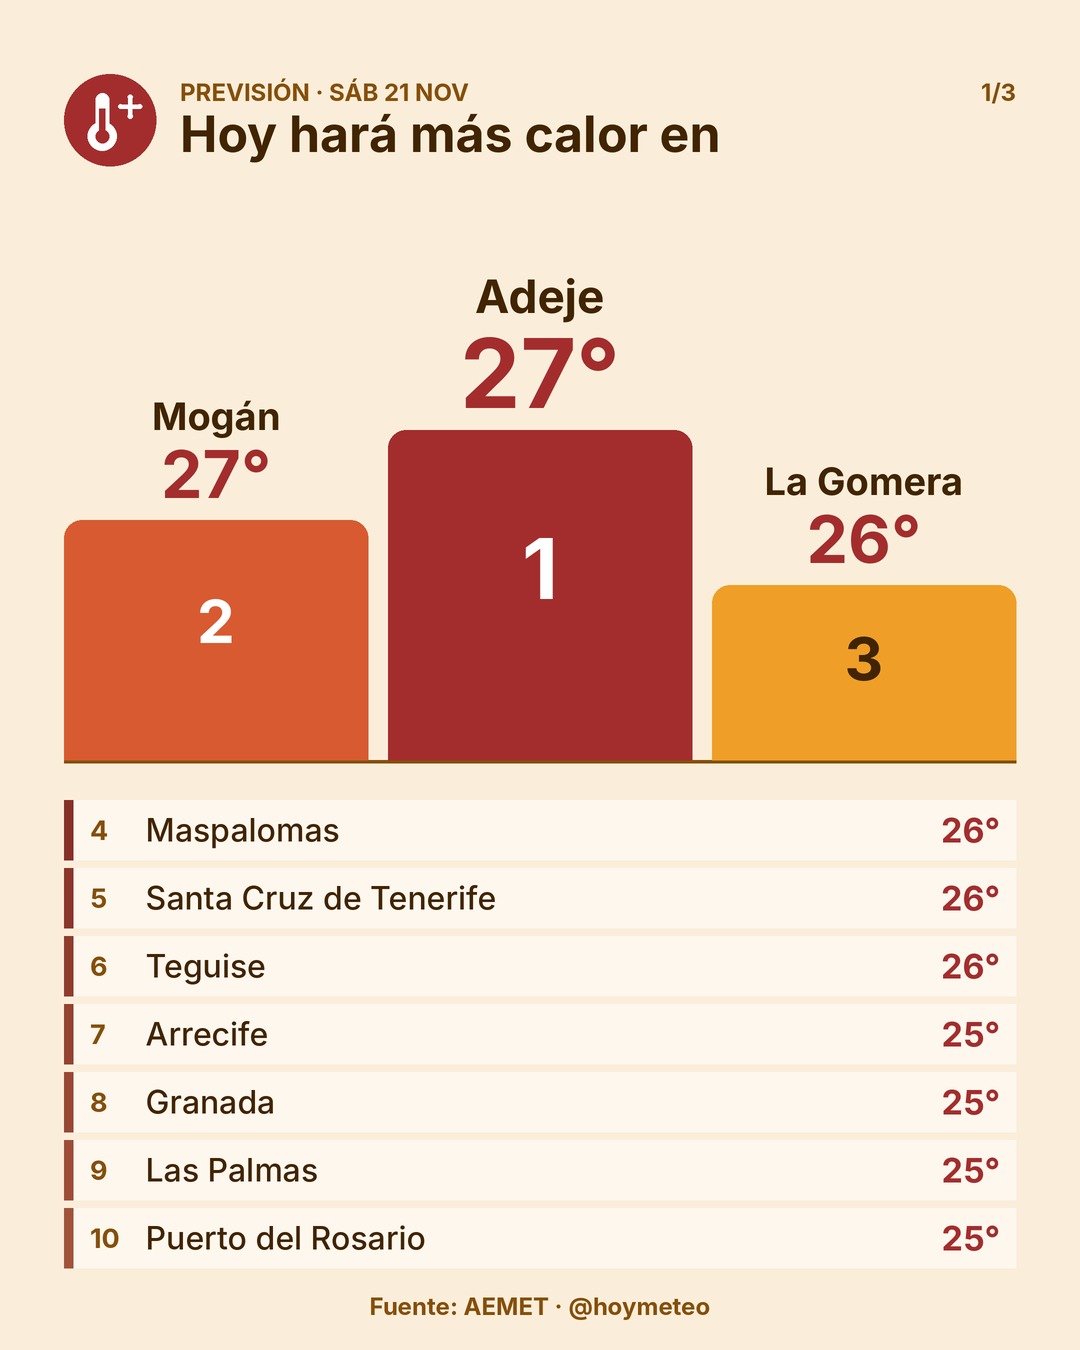 PREVISIÓN · SÁB 21 NOV
1/3
Hoy hará más calor en
Adeje
27°
Mogán
27°
La Gomera
26°
1
2
3
4 Maspalomas 26°
5 Santa Cruz de Tenerife 26°
6 Teguise 26°
7 Arrecife 25°
8 Granada 25°
9 Las Palmas 25°
10 Puerto del Rosario 25°
Fuente: AEMET · @hoymeteo